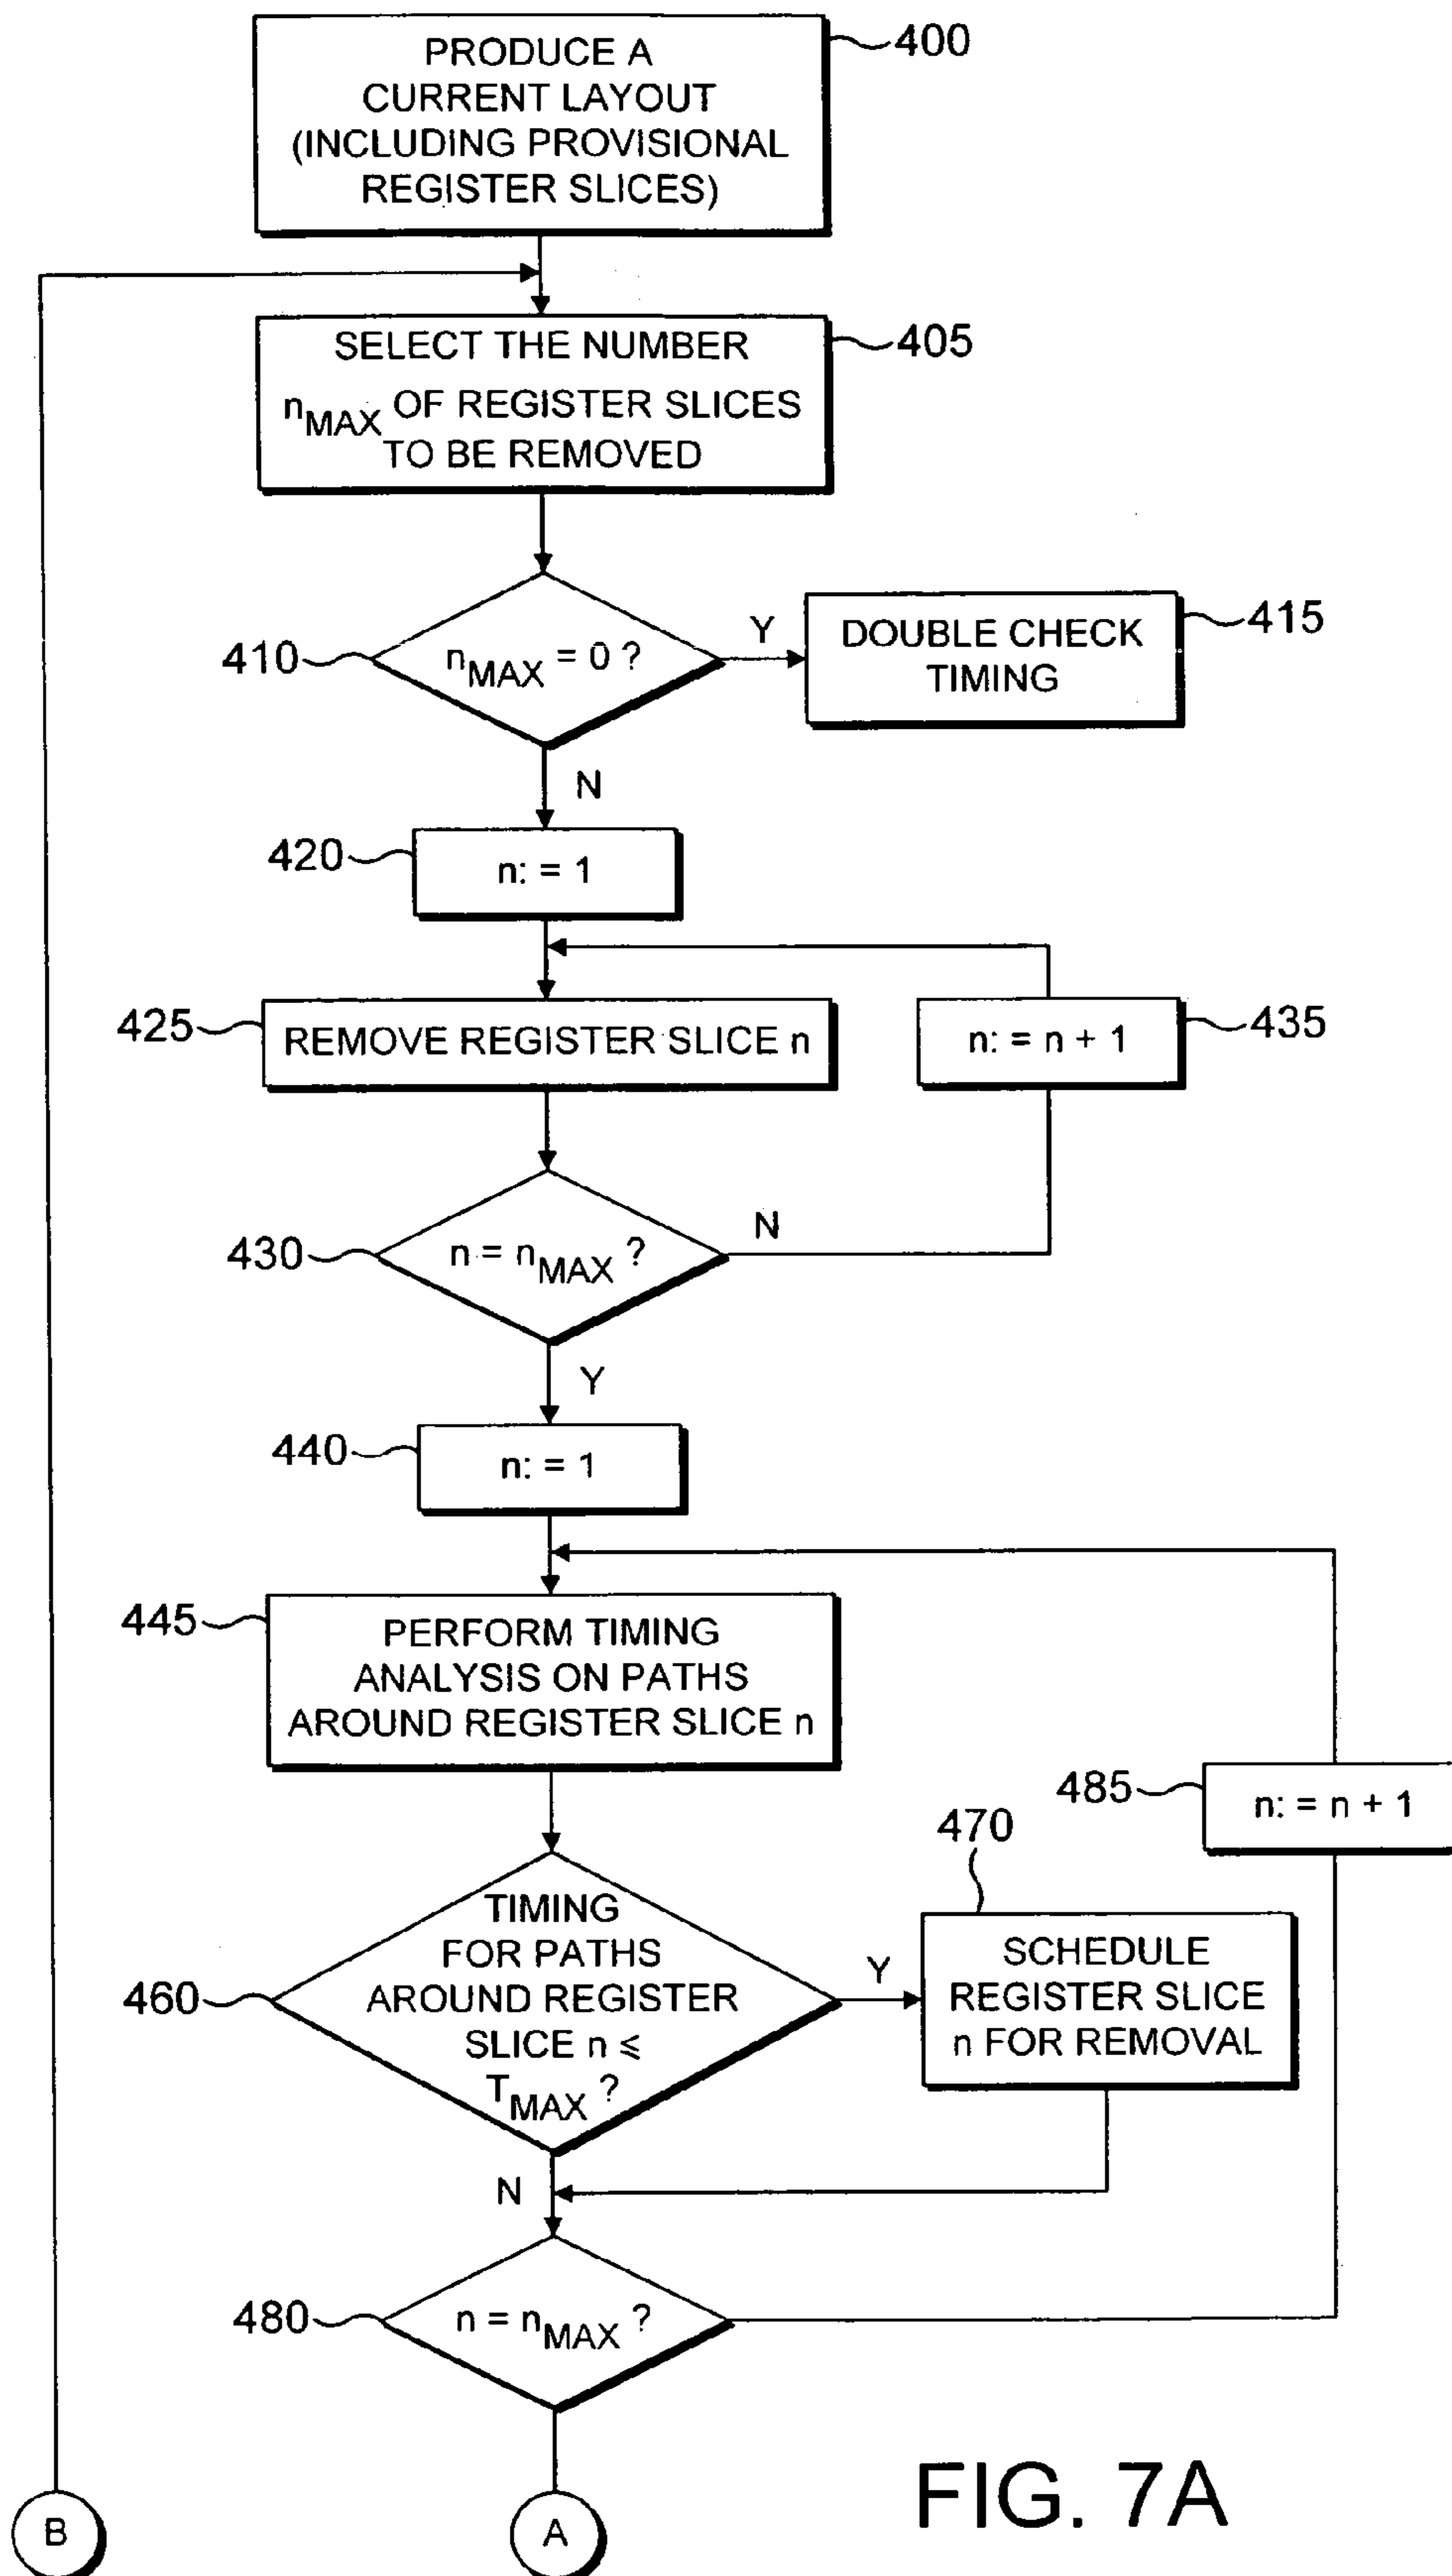 PRODUCE A
CURRENT LAYOUT
(INCLUDING PROVISIONAL
REGISTER SLICES)
400
SELECT THE NUMBER
nMAX OF REGISTER SLICES
TO BE REMOVED
405
410
nMAX = 0 ?
Y
DOUBLE CHECK
TIMING
415
N
420
n: = 1
425
REMOVE REGISTER SLICE n
n: = n + 1
435
430
n = nMAX ?
N
Y
440
n: = 1
445
PERFORM TIMING
ANALYSIS ON PATHS
AROUND REGISTER SLICE n
485
n: = n + 1
460
TIMING
FOR PATHS
AROUND REGISTER
SLICE n ⩽
TMAX ?
Y
470
SCHEDULE
REGISTER SLICE
n FOR REMOVAL
N
480
n = nMAX ?
B
A
FIG. 7A